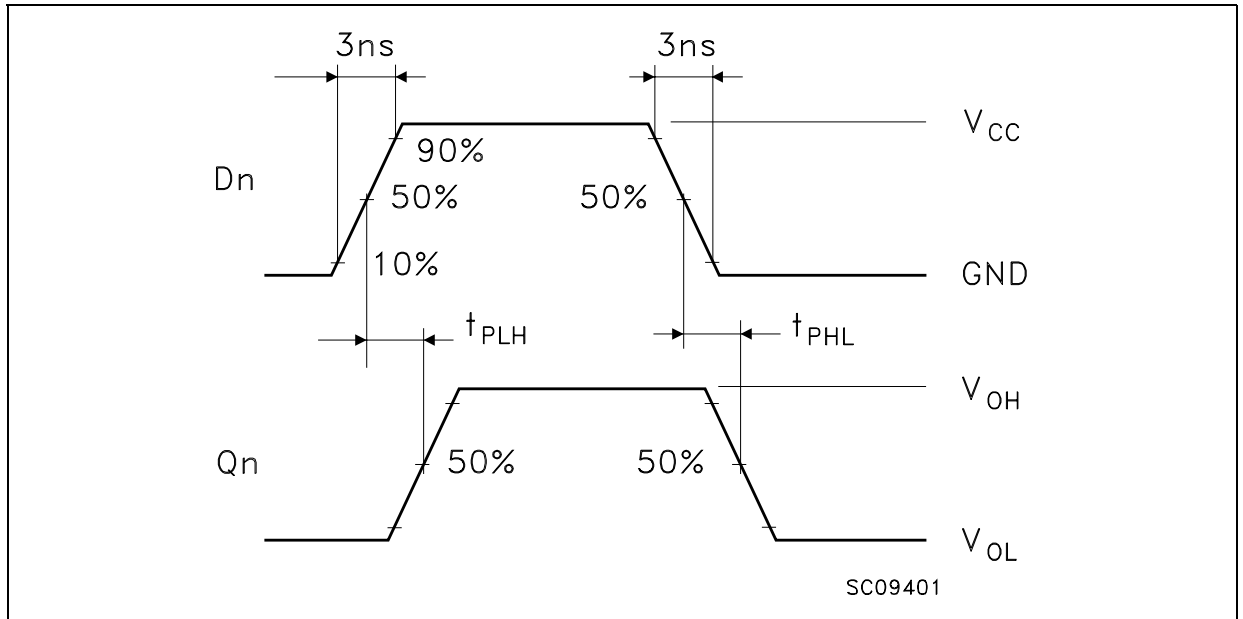 3ns 3ns
V_CC
90%
Dn 50% 50%
10% GND
t_PLH t_PHL
V_OH
Qn 50% 50%
V_OL
SC09401